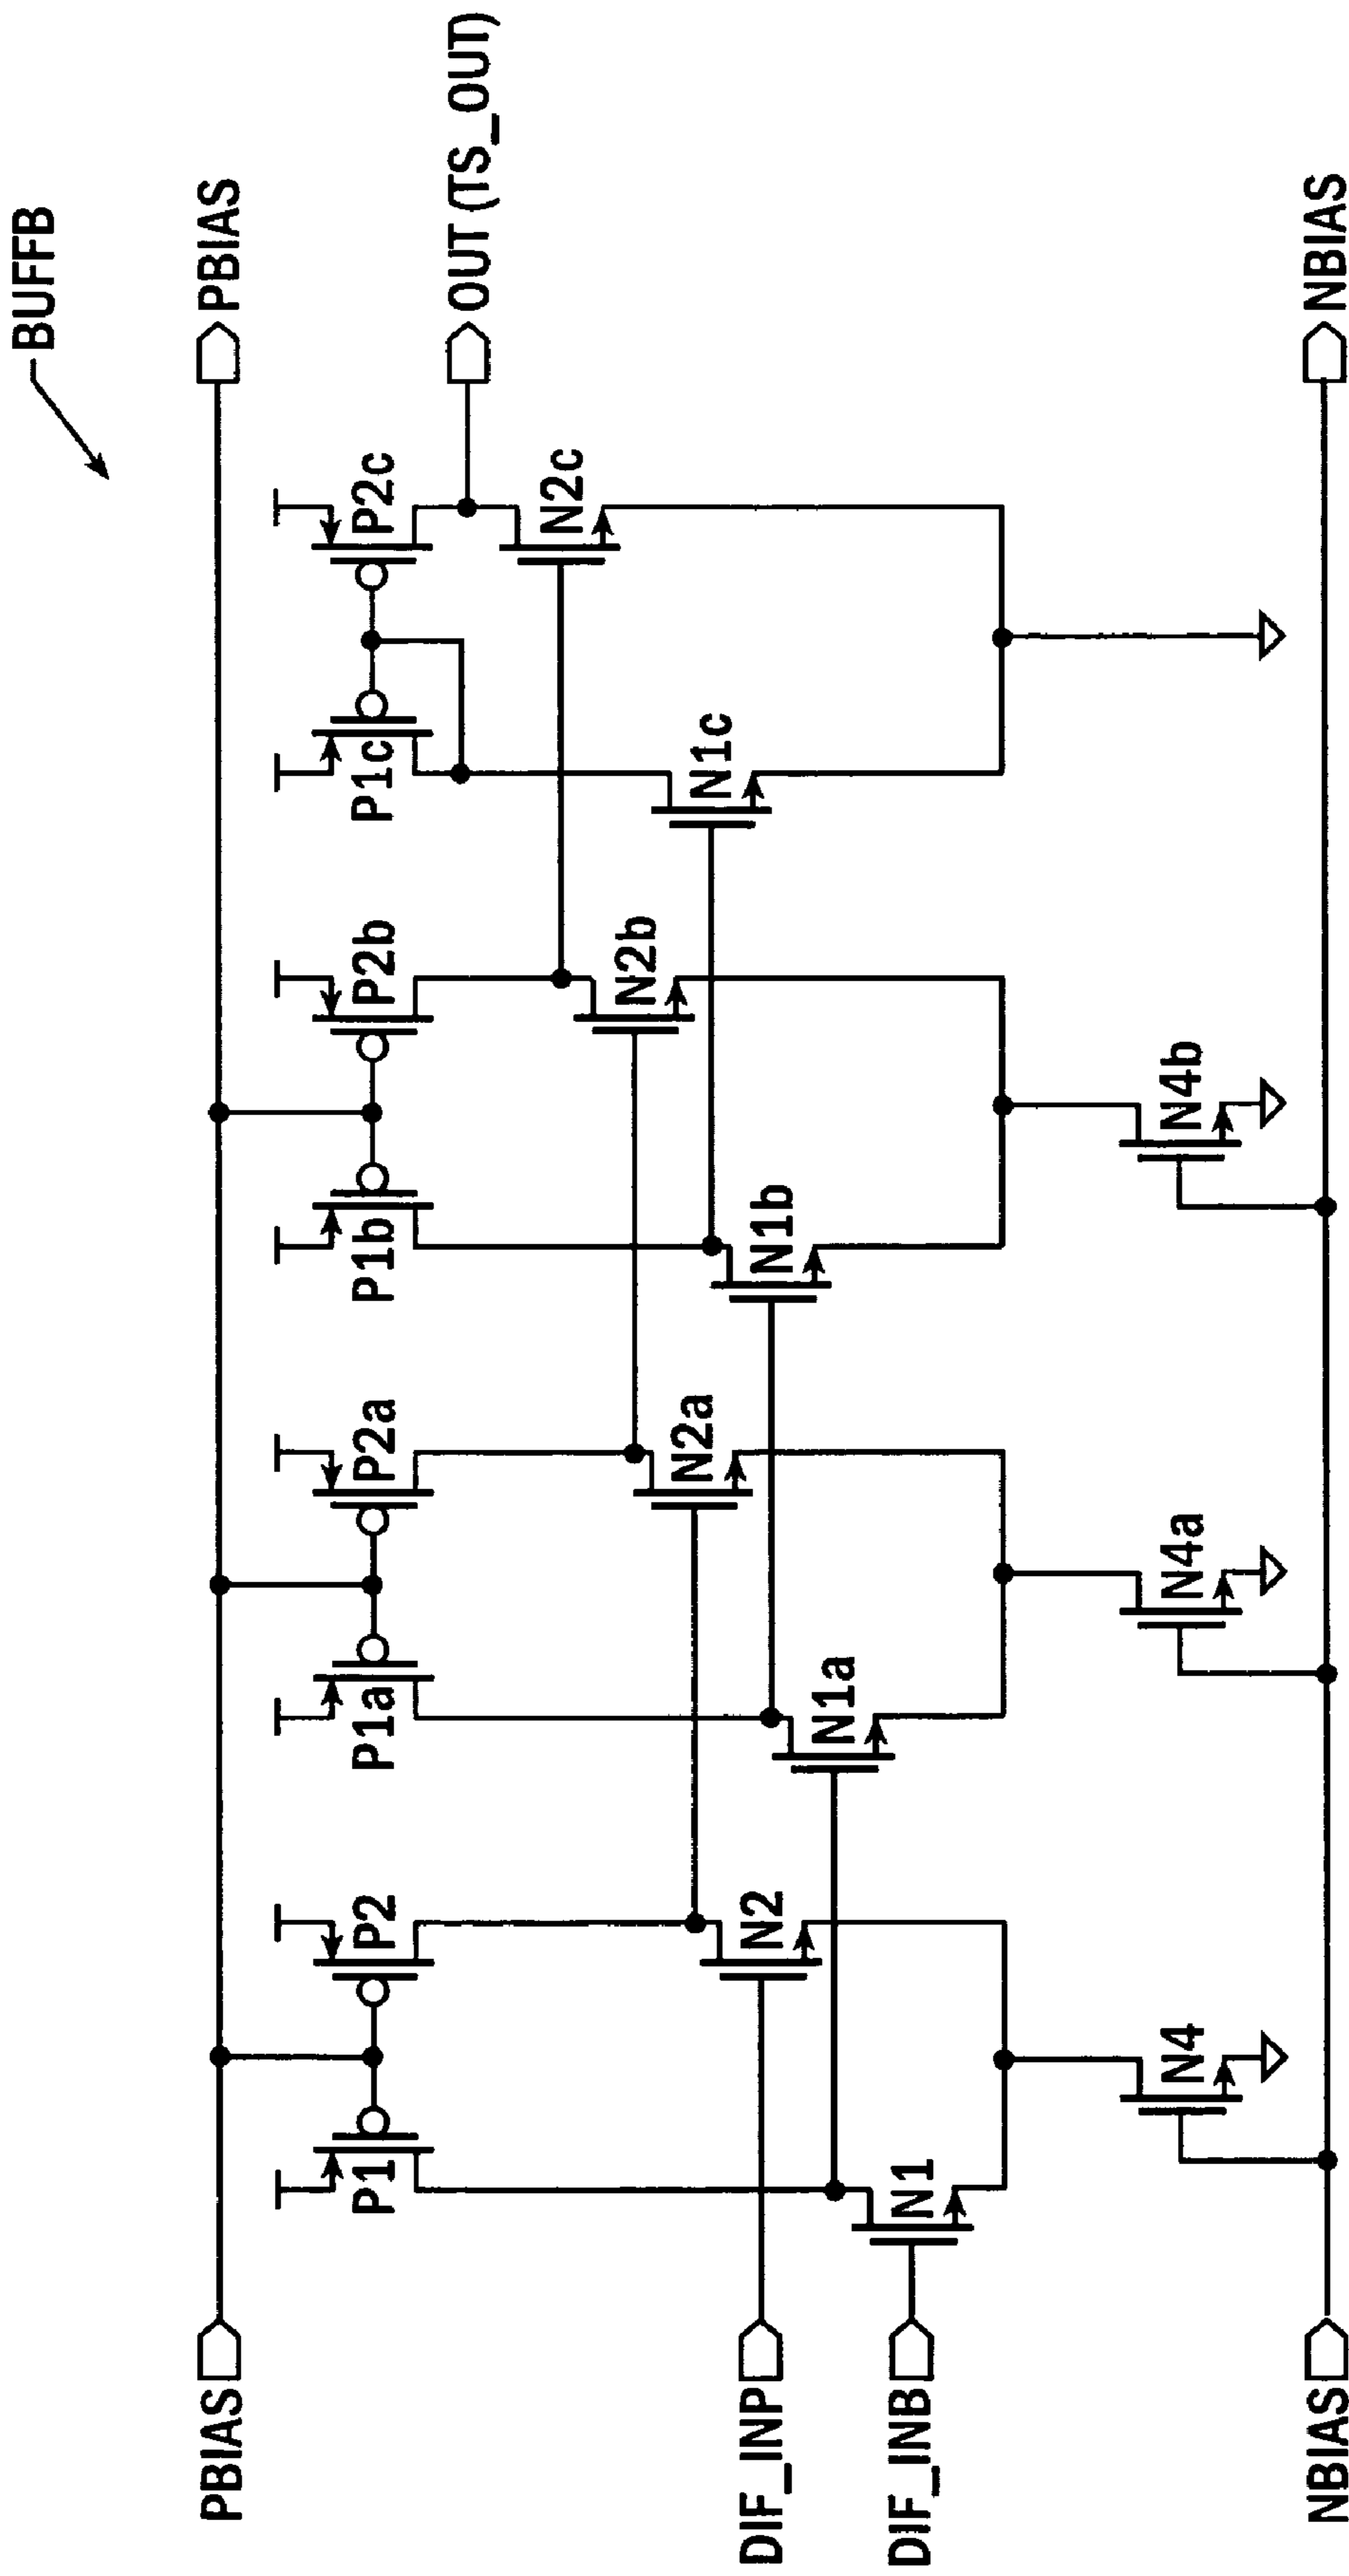 BUFFB
PBIAS
PBIAS
OUT (TS_OUT)
P1
P2
P1a
P2a
P1b
P2b
P1c
P2c
N2c
N2b
N1c
N2a
N1b
N2
N1a
N1
DIF_INP
DIF_INB
N4
N4a
N4b
NBIAS
NBIAS